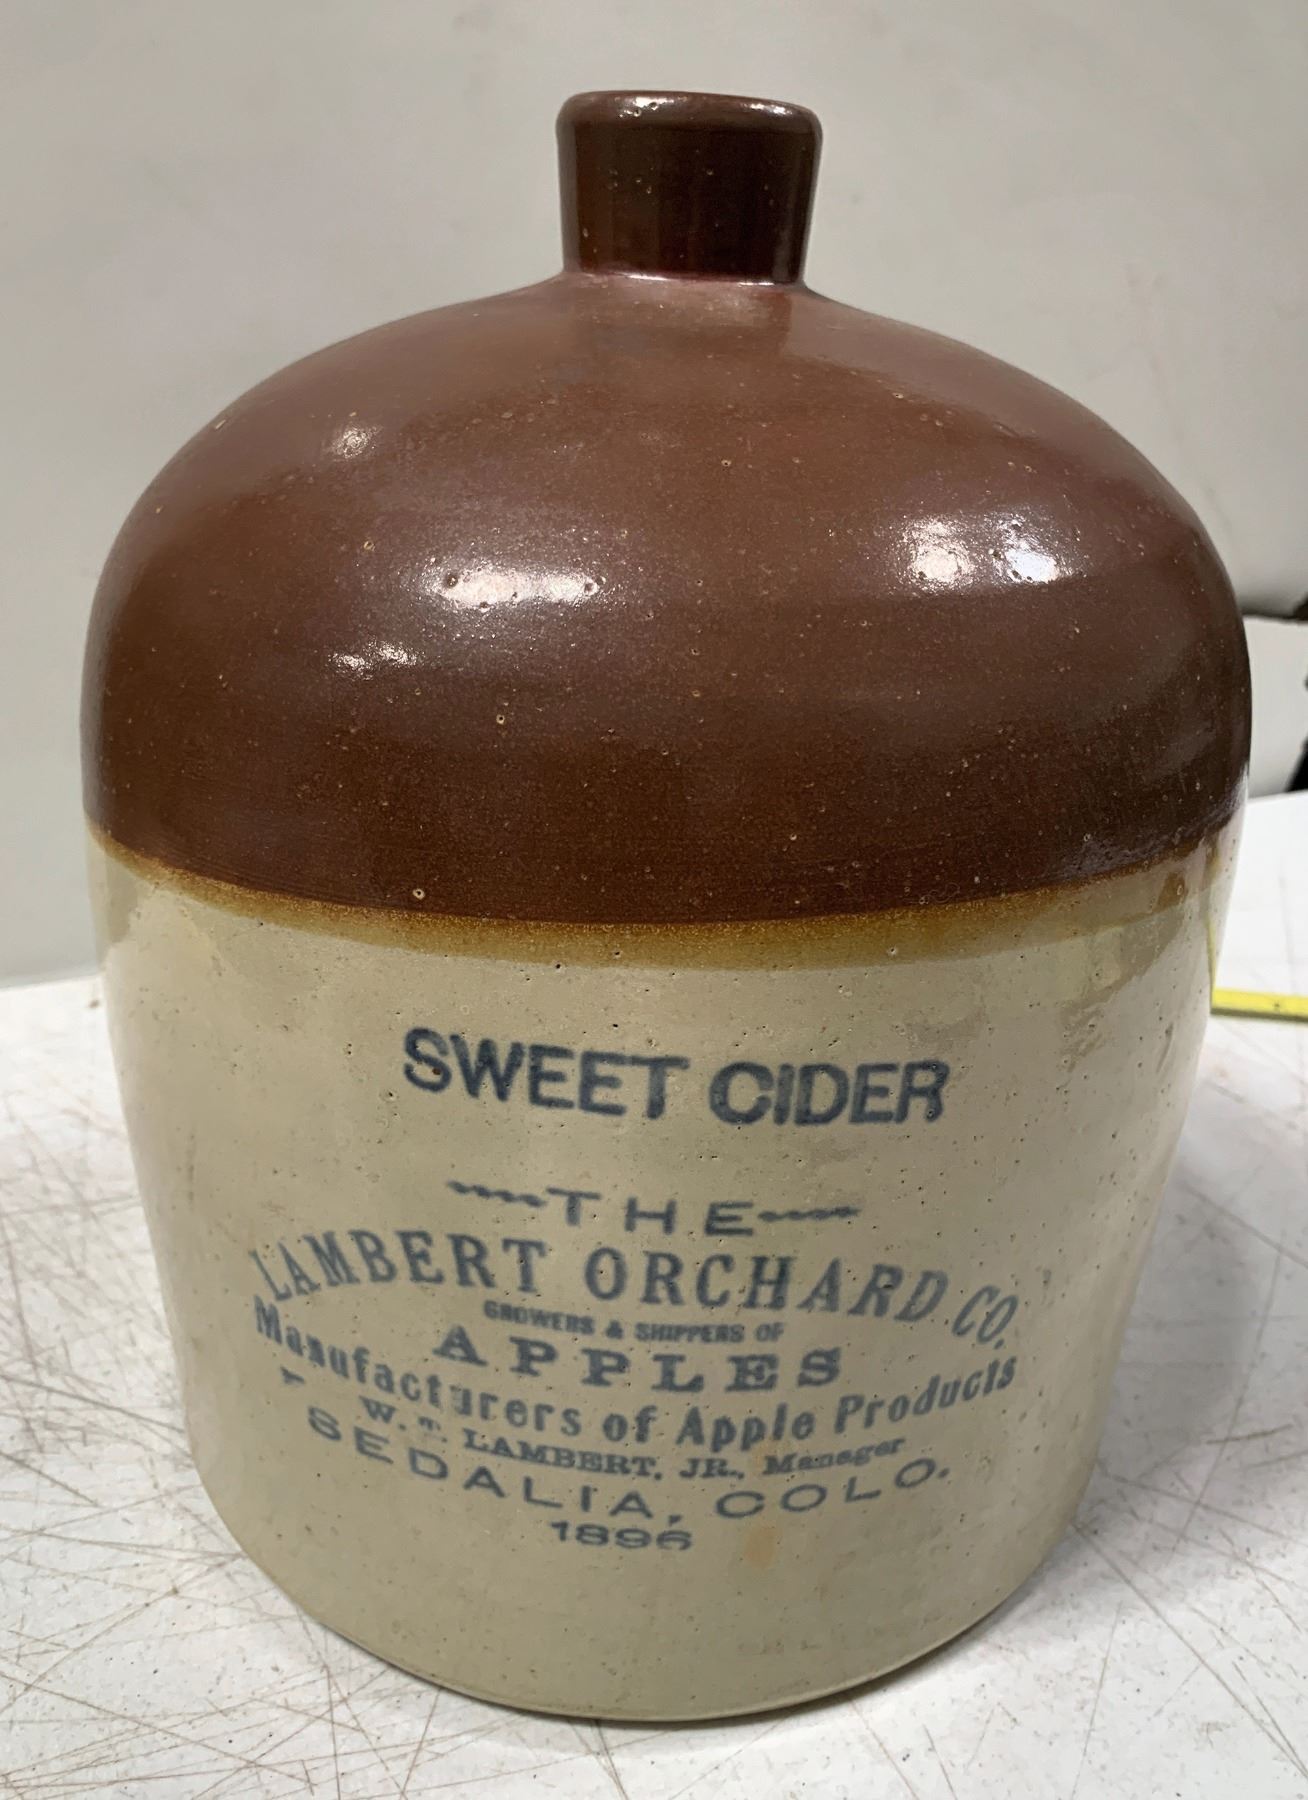 SWEET CIDER
THE
LAMBERT ORCHARD CO.
GROWERS & SHIPPERS OF
APPLES
Manufacturers of Apple Products
W. T. LAMBERT, JR., Manager
SEDALIA, COLO.
1896